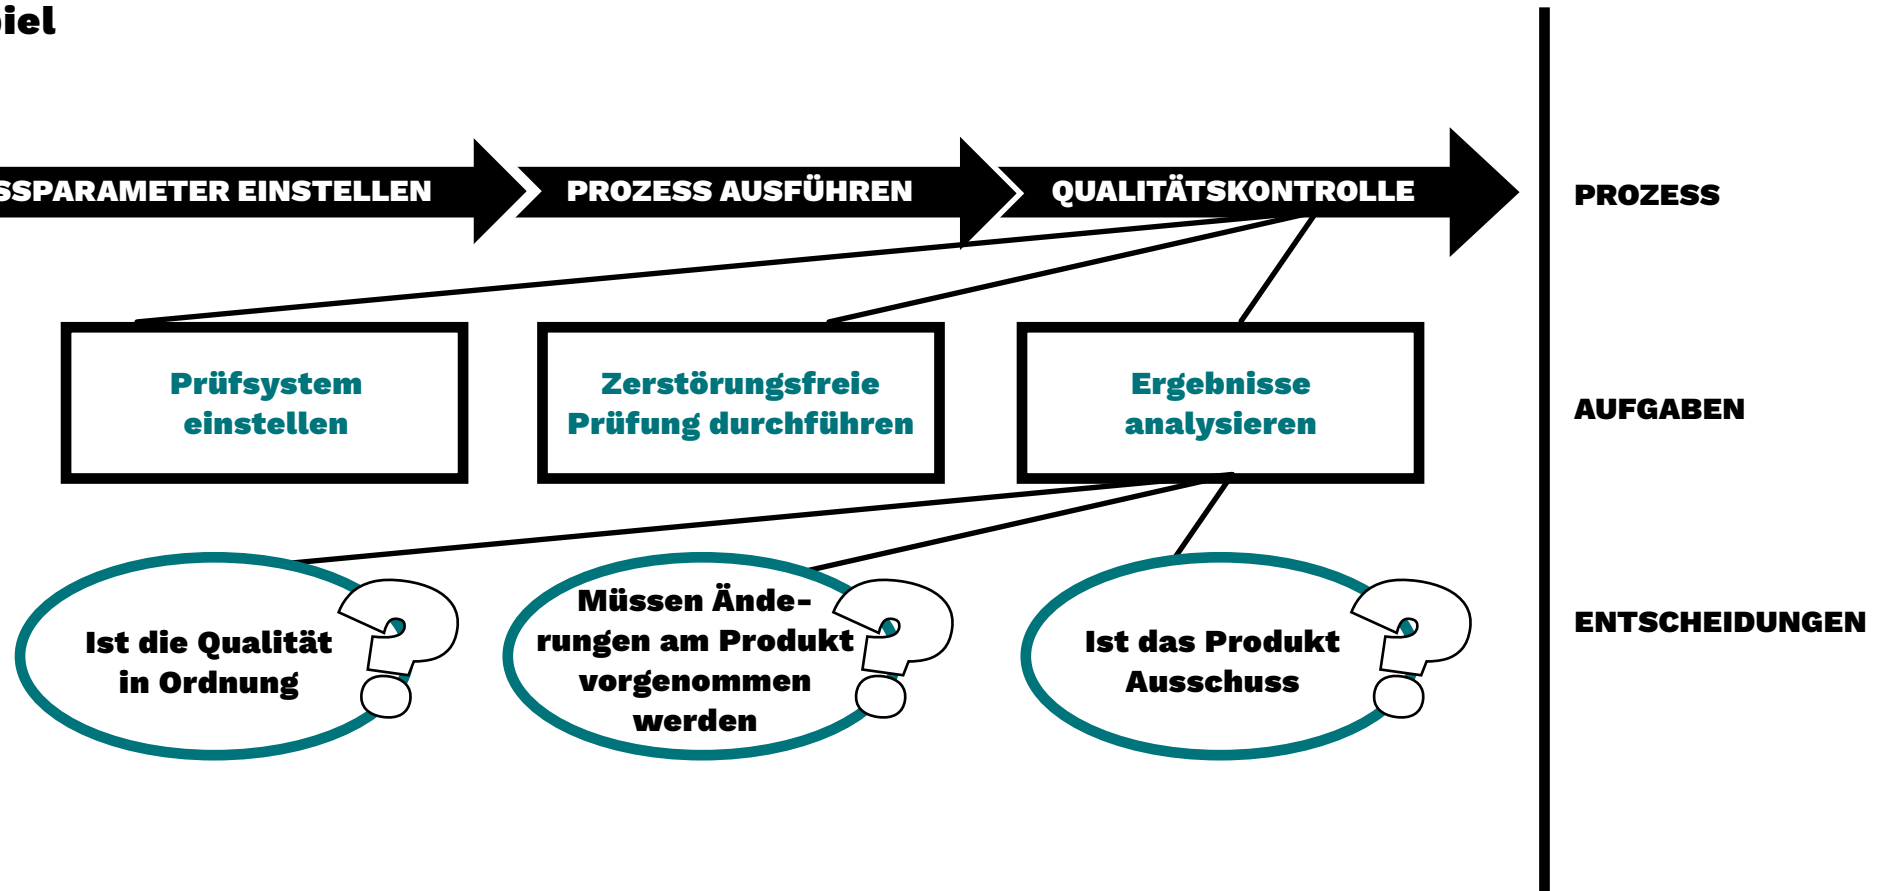 iel
SSPARAMETER EINSTELLEN
PROZESS AUSFÜHREN
QUALITÄTSKONTROLLE
PROZESS
Prüfsystem
einstellen
Zerstörungsfreie
Prüfung durchführen
Ergebnisse
analysieren
AUFGABEN
Ist die Qualität
in Ordnung
?
Müssen Ände-
rungen am Produkt
vorgenommen
werden
?
Ist das Produkt
Ausschuss
?
ENTSCHEIDUNGEN